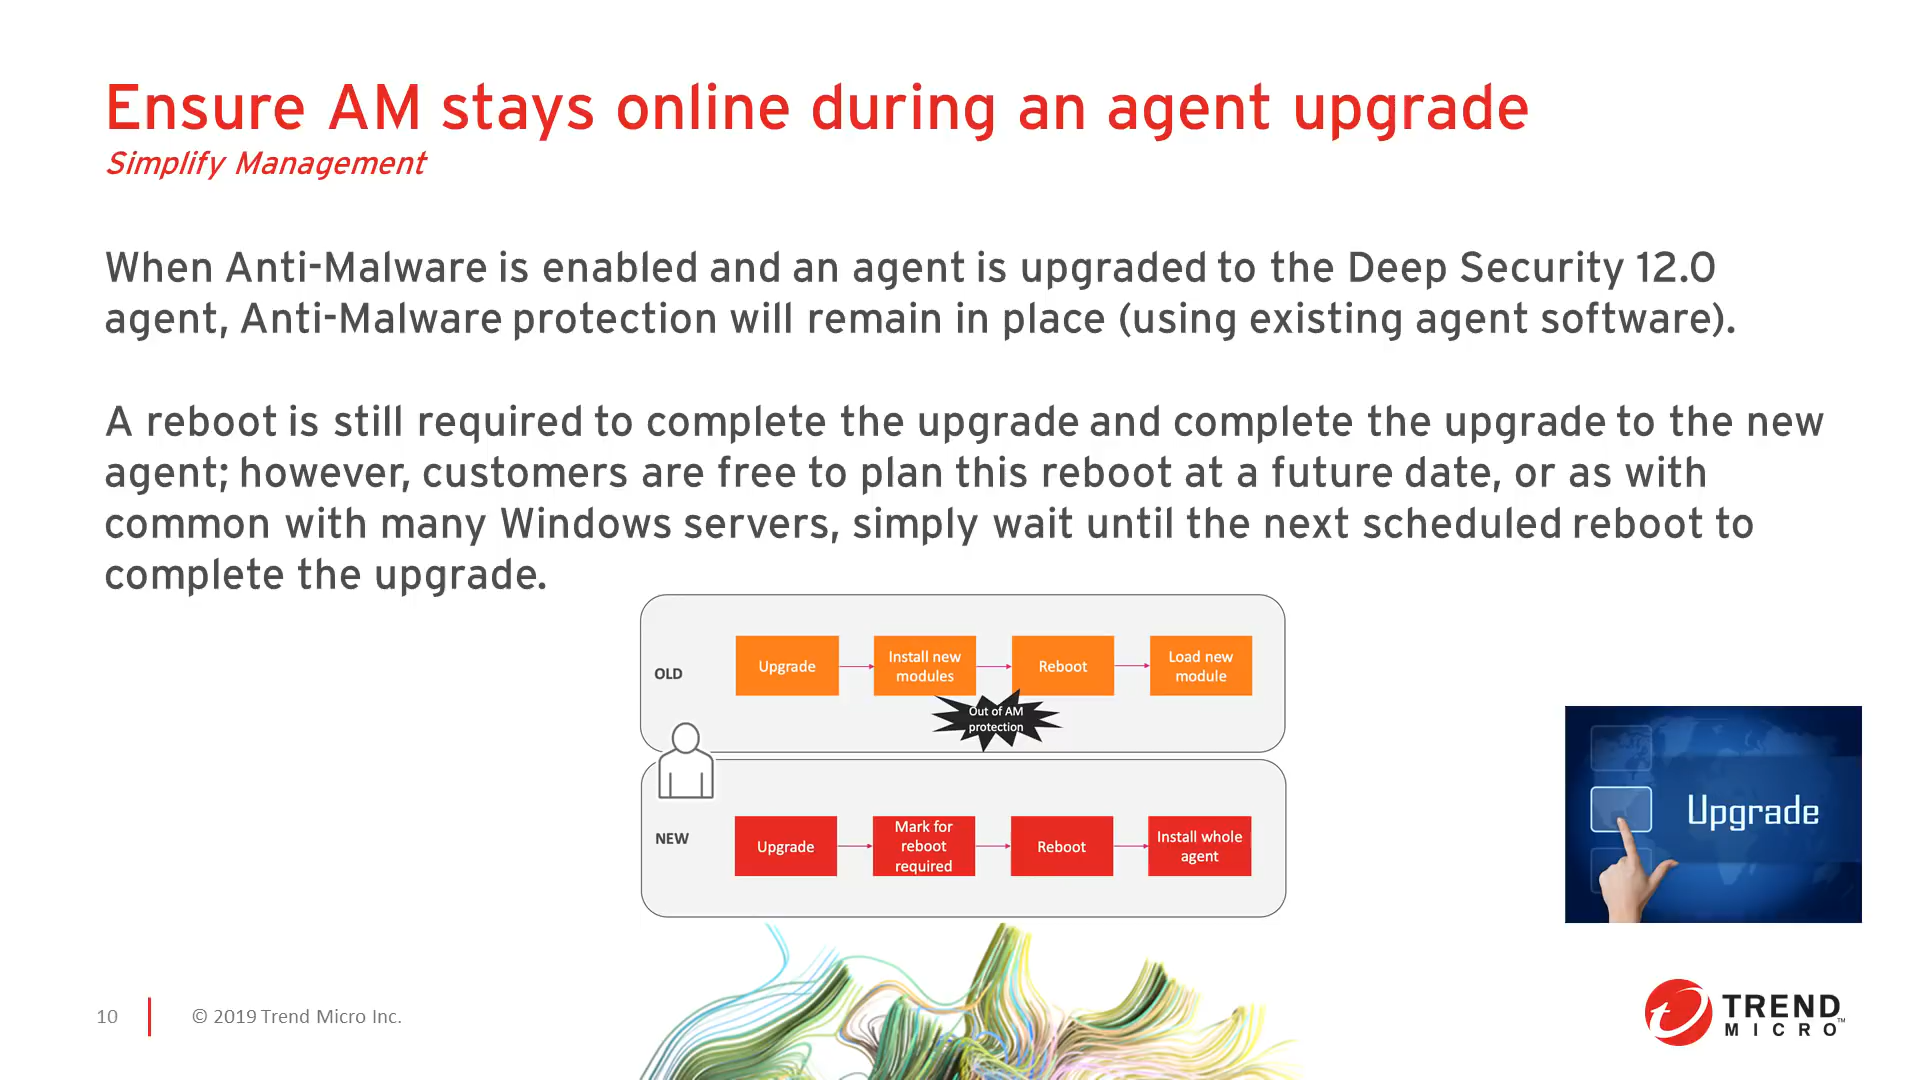 Ensure AM stays online during an agent upgrade
Simplify Management
When Anti-Malware is enabled and an agent is upgraded to the Deep Security 12.0
agent, Anti-Malware protection will remain in place (using existing agent software).
A reboot is still required to complete the upgrade and complete the upgrade to the new
agent; however, customers are free to plan this reboot at a future date, or as with
common with many Windows servers, simply wait until the next scheduled reboot to
complete the upgrade.
OLD
Upgrade
Install new
modules
Reboot
Load new
module
Out of AM
protection
NEW
Upgrade
Mark for
reboot
required
Reboot
Install whole
agent
Upgrade
10
© 2019 Trend Micro Inc.
TREND
MICRO™